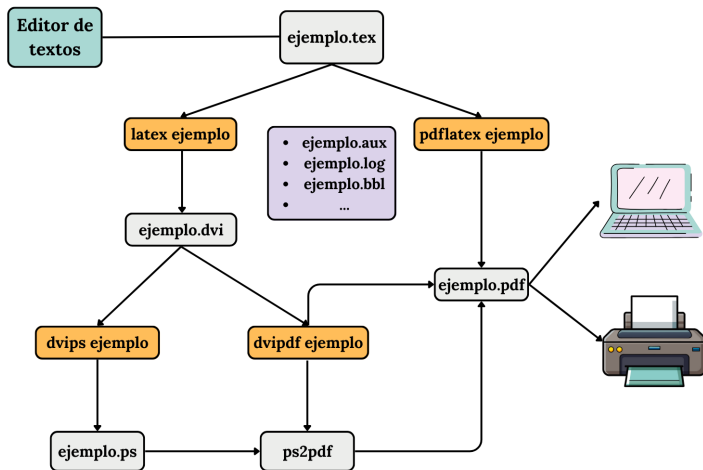 Editor de
textos
ejemplo.tex
latex ejemplo
pdflatex ejemplo
• ejemplo.aux
• ejemplo.log
• ejemplo.bbl
• ...
ejemplo.dvi
ejemplo.pdf
dvips ejemplo
dvipdf ejemplo
ejemplo.ps
ps2pdf